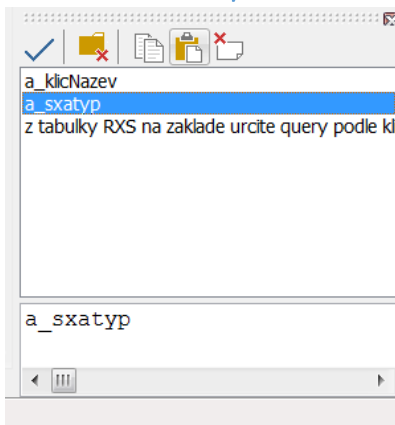 a_klicNazev
a_sxatyp
z tabulky RXS na zaklade urcite query podle kl
a_sxatyp